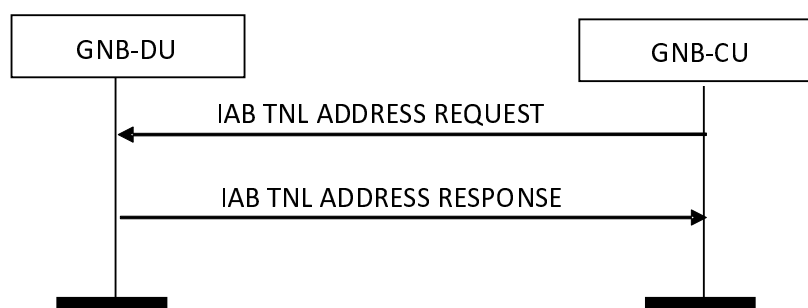 GNB-DU
GNB-CU
IAB TNL ADDRESS REQUEST
IAB TNL ADDRESS RESPONSE